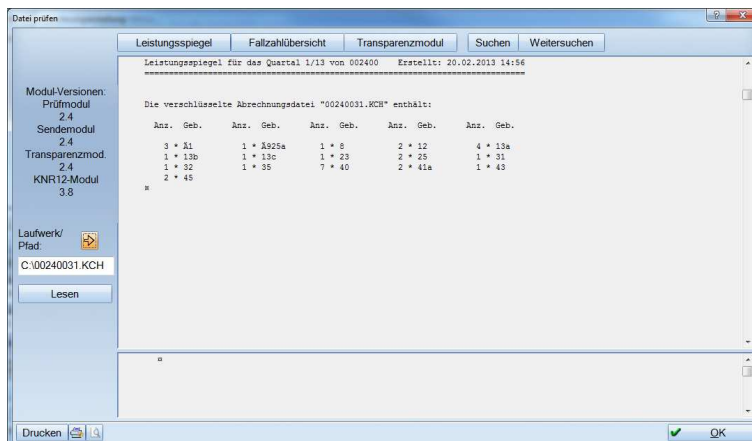 Datei prüfen
Leistungsspiegel Fallzahlübersicht Transparenzmodul Suchen Weitersuchen
Modul-Versionen:
Prüfmodul
2.4
Sendemodul
2.4
Transparenzmod.
2.4
KNR12-Modul
3.8
Laufwerk/
Pfad:
C:\00240031.KCH
Lesen
Leistungsspiegel für das Quartal 1/13 von 002400 Erstellt: 20.02.2013 14:56
Die verschlüsselte Abrechnungsdatei "00240031.KCH" enthält:
Anz. Geb. Anz. Geb. Anz. Geb. Anz. Geb. Anz. Geb.
3 * Ä1 1 * Ä925a 1 * 8 2 * 12 4 * 13a
1 * 13b 1 * 13c 1 * 23 2 * 25 1 * 31
1 * 32 1 * 35 7 * 40 2 * 41a 1 * 43
2 * 45
¤
¤
Drucken
OK